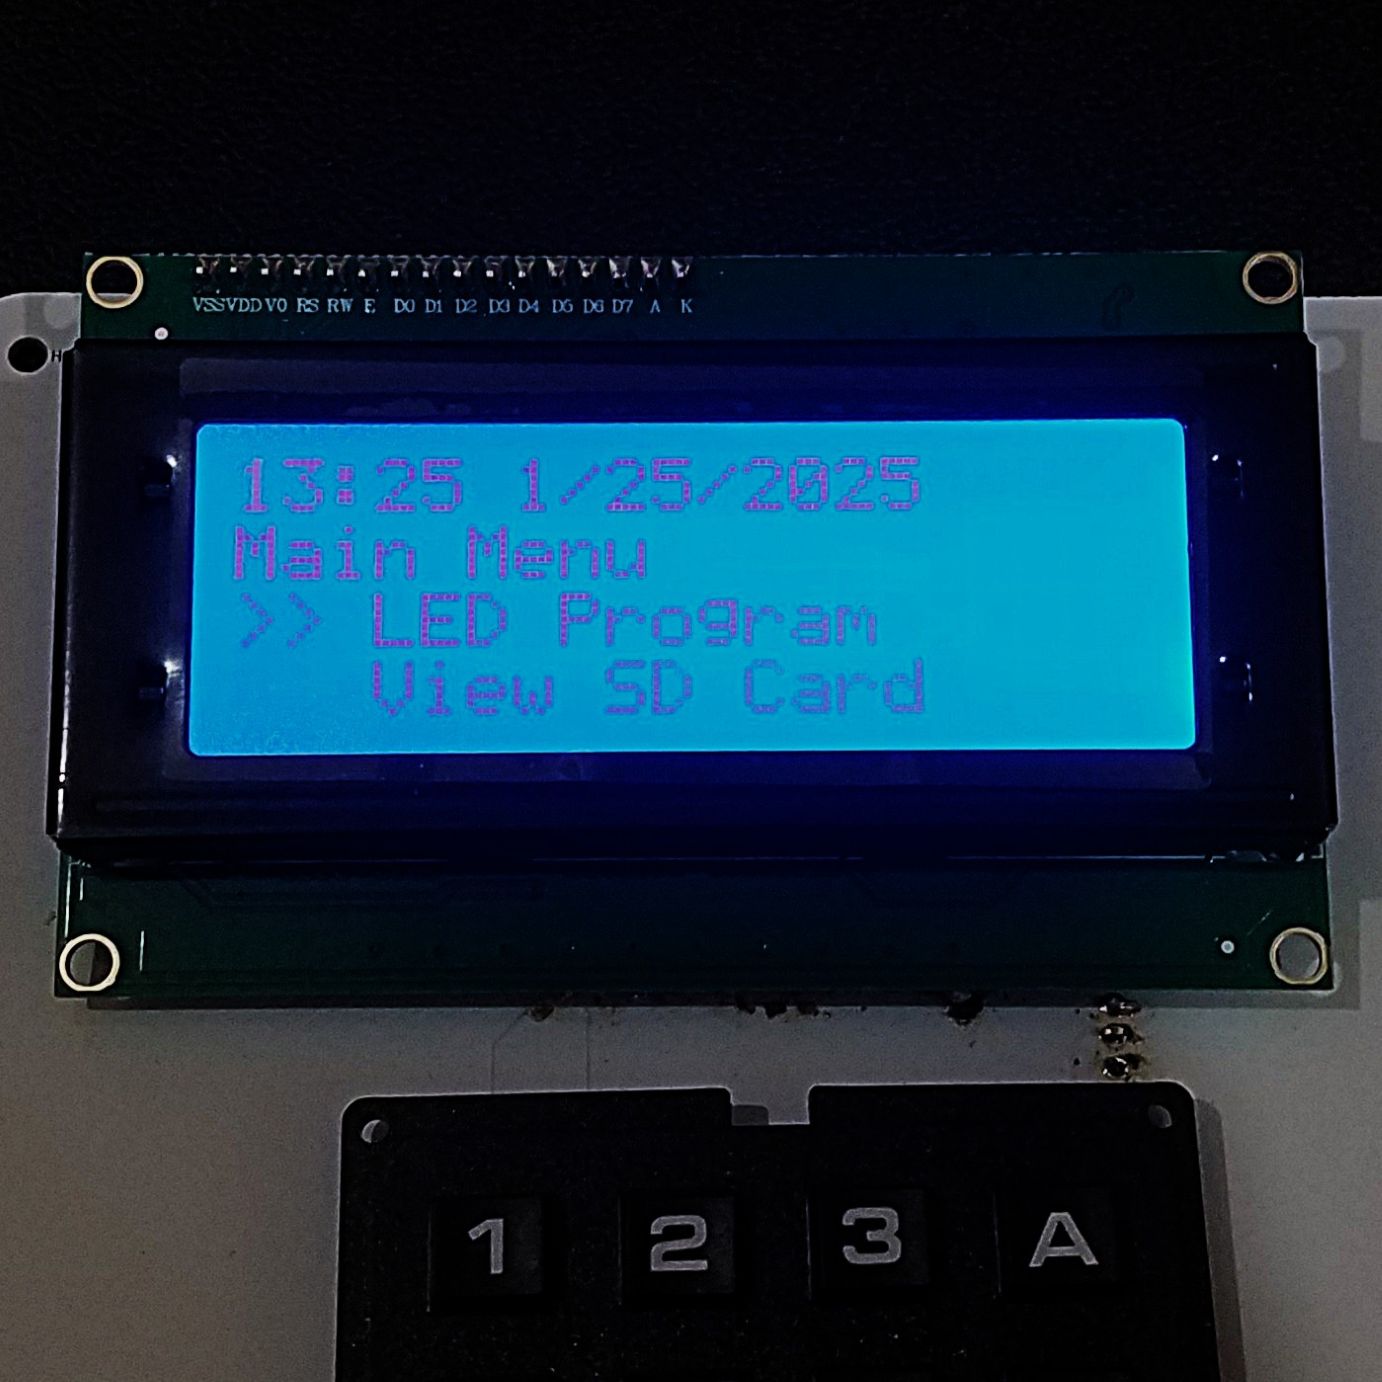 VSS VDD V0 RS RW E D0 D1 D2 D3 D4 D5 D6 D7 A K
H
13:25 1/25/2025
Main Menu
>> LED Program
View SD Card
1 2 3 A